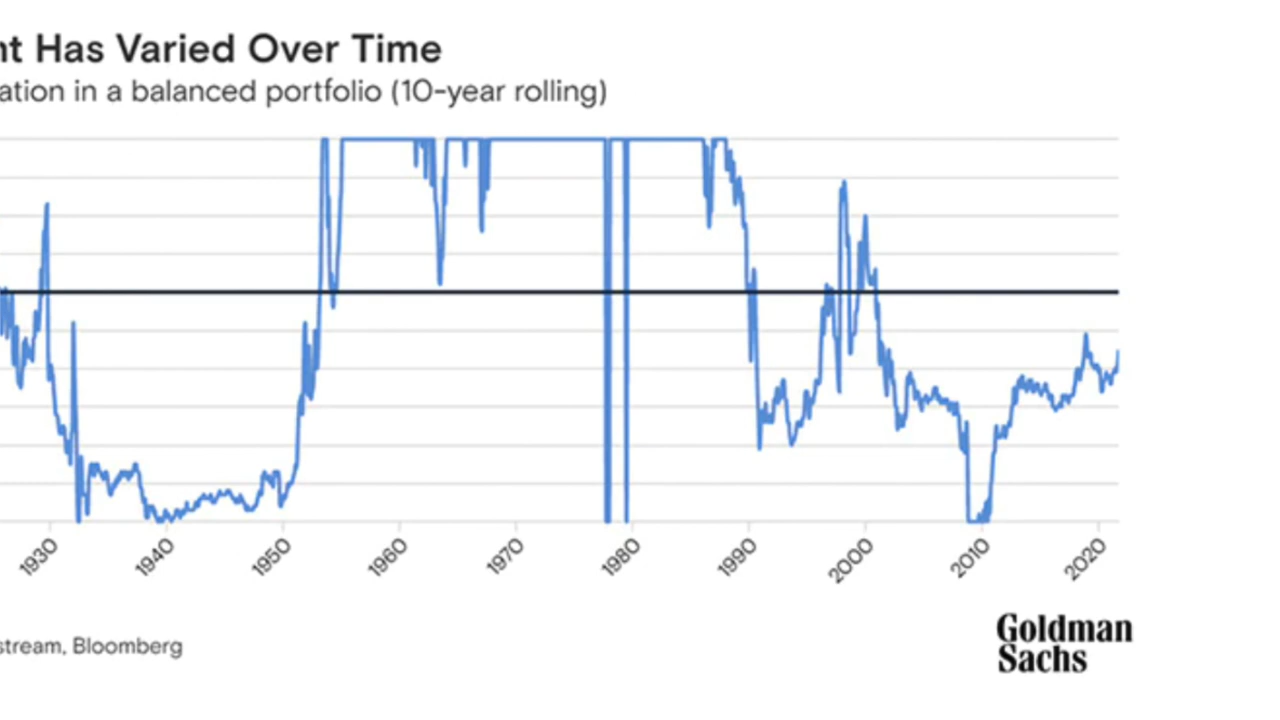 nt Has Varied Over Time
ation in a balanced portfolio (10-year rolling)
1930 1940 1950 1960 1970 1980 1990 2000 2010 2020
stream, Bloomberg
Goldman
Sachs